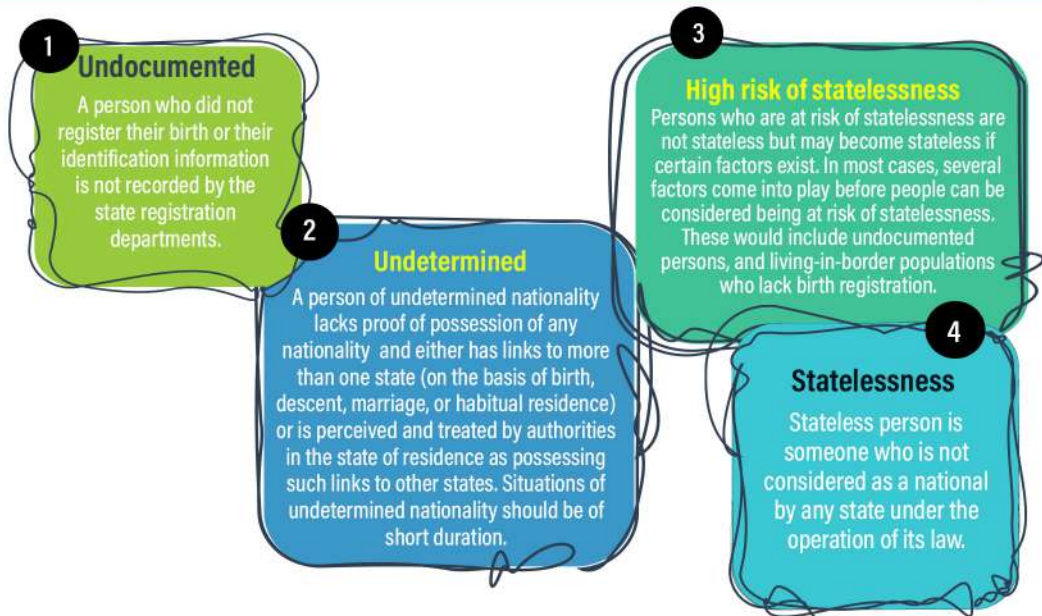 1
Undocumented
A person who did not
register their birth or their
identification information
is not recorded by the
state registration
departments.
2
Undetermined
A person of undetermined nationality
lacks proof of possession of any
nationality and either has links to more
than one state (on the basis of birth,
descent, marriage, or habitual residence)
or is perceived and treated by authorities
in the state of residence as possessing
such links to other states. Situations of
undetermined nationality should be of
short duration.
3
High risk of statelessness
Persons who are at risk of statelessness are
not stateless but may become stateless if
certain factors exist. In most cases, several
factors come into play before people can be
considered being at risk of statelessness.
These would include undocumented
persons, and living-in-border populations
who lack birth registration.
4
Statelessness
Stateless person is
someone who is not
considered as a national
by any state under the
operation of its law.